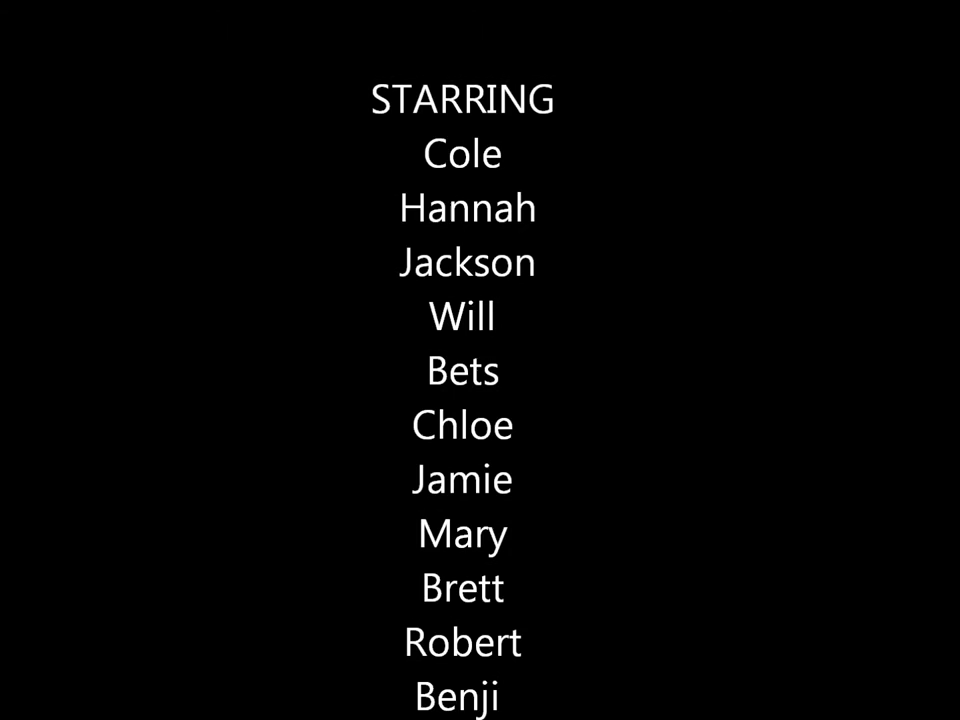 STARRING
Cole
Hannah
Jackson
Will
Bets
Chloe
Jamie
Mary
Brett
Robert
Benji